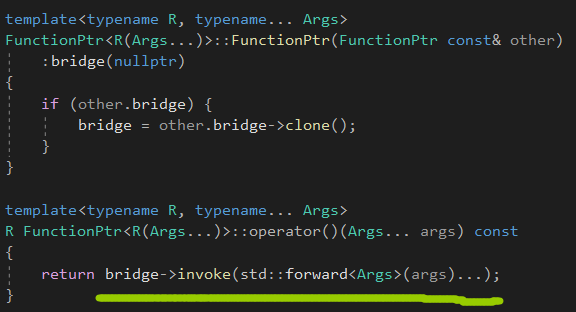 template<typename R, typename... Args>
FunctionPtr<R(Args...)>::FunctionPtr(FunctionPtr const& other)
:bridge(nullptr)
{
if (other.bridge) {
bridge = other.bridge->clone();
}
}
template<typename R, typename... Args>
R FunctionPtr<R(Args...)>::operator()(Args... args) const
{
return bridge->invoke(std::forward<Args>(args)...);
}